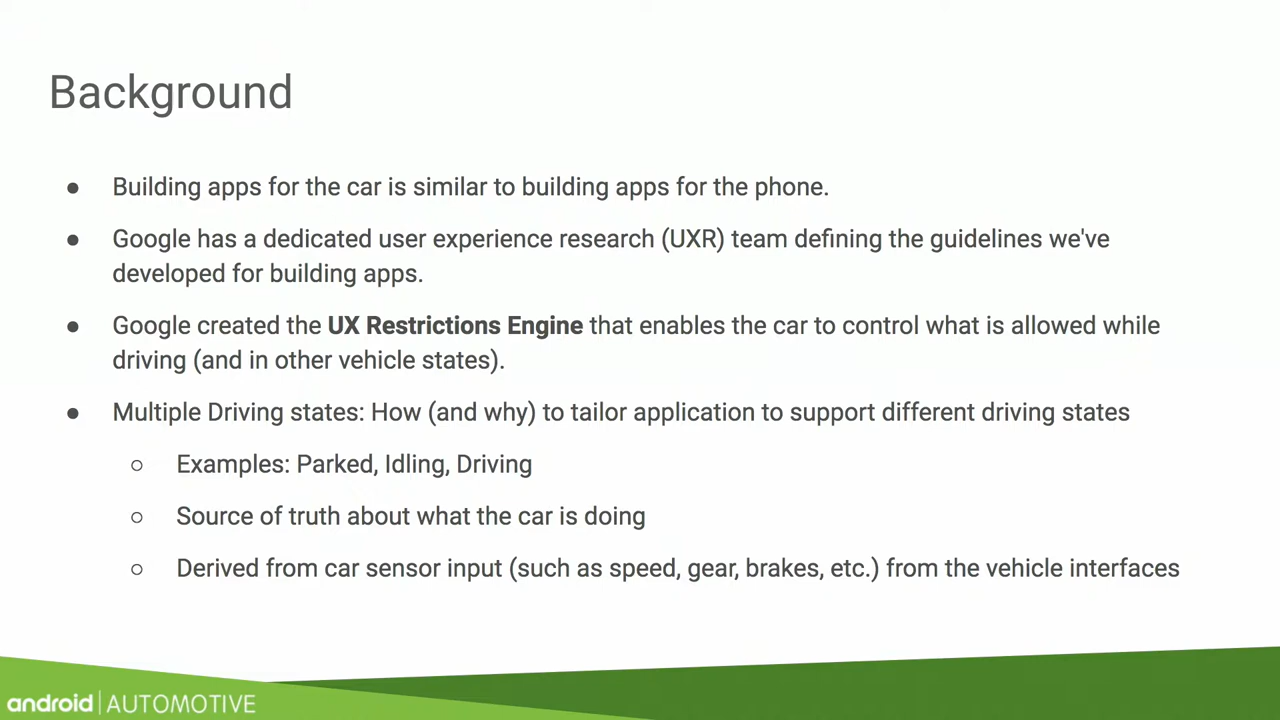 Background
● Building apps for the car is similar to building apps for the phone.
● Google has a dedicated user experience research (UXR) team defining the guidelines we've
developed for building apps.
● Google created the UX Restrictions Engine that enables the car to control what is allowed while
driving (and in other vehicle states).
● Multiple Driving states: How (and why) to tailor application to support different driving states
○ Examples: Parked, Idling, Driving
○ Source of truth about what the car is doing
○ Derived from car sensor input (such as speed, gear, brakes, etc.) from the vehicle interfaces
android | AUTOMOTIVE